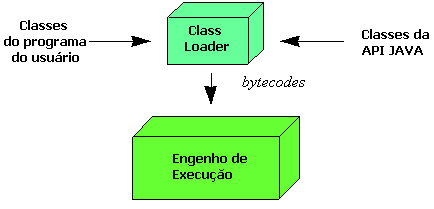 Classes
do programa
do usuário
Class
Loader
Classes da
API JAVA
bytecodes
Engenho de
Execução